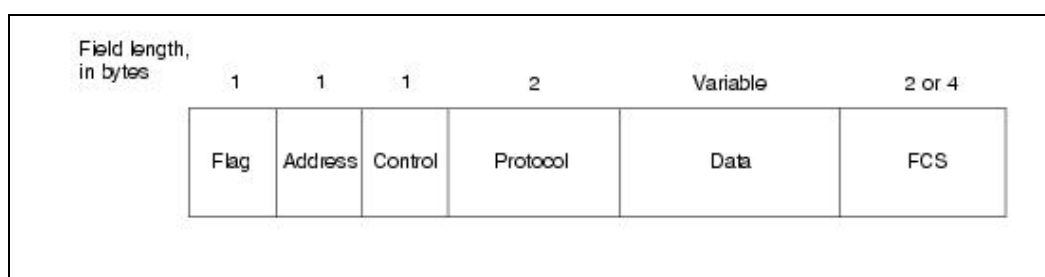 Field length,
in bytes
1 1 1 2 Variable 2 or 4
Flag Address Control Protocol Data FCS